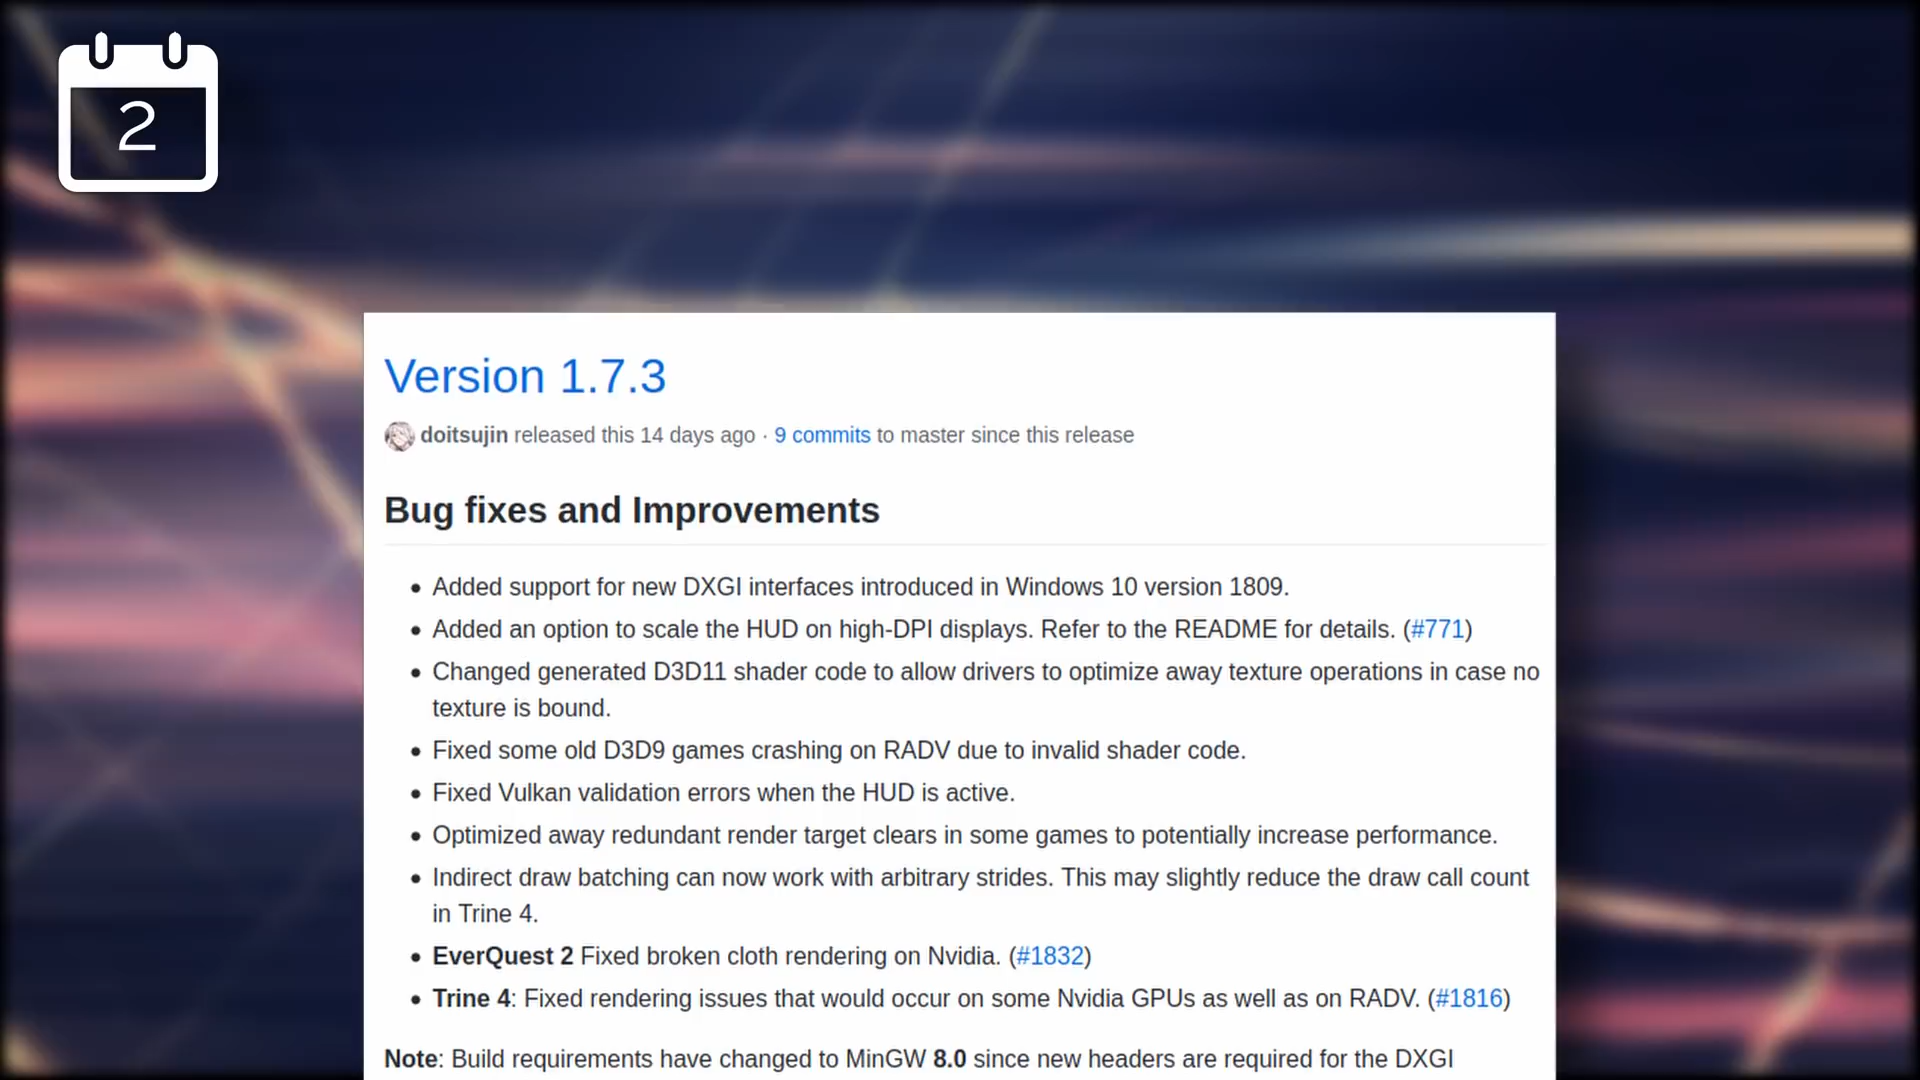 2
Version 1.7.3
doitsujin released this 14 days ago · 9 commits to master since this release
Bug fixes and Improvements
• Added support for new DXGI interfaces introduced in Windows 10 version 1809.
• Added an option to scale the HUD on high-DPI displays. Refer to the README for details. (#771)
• Changed generated D3D11 shader code to allow drivers to optimize away texture operations in case no
texture is bound.
• Fixed some old D3D9 games crashing on RADV due to invalid shader code.
• Fixed Vulkan validation errors when the HUD is active.
• Optimized away redundant render target clears in some games to potentially increase performance.
• Indirect draw batching can now work with arbitrary strides. This may slightly reduce the draw call count
in Trine 4.
• EverQuest 2 Fixed broken cloth rendering on Nvidia. (#1832)
• Trine 4: Fixed rendering issues that would occur on some Nvidia GPUs as well as on RADV. (#1816)
Note: Build requirements have changed to MinGW 8.0 since new headers are required for the DXGI